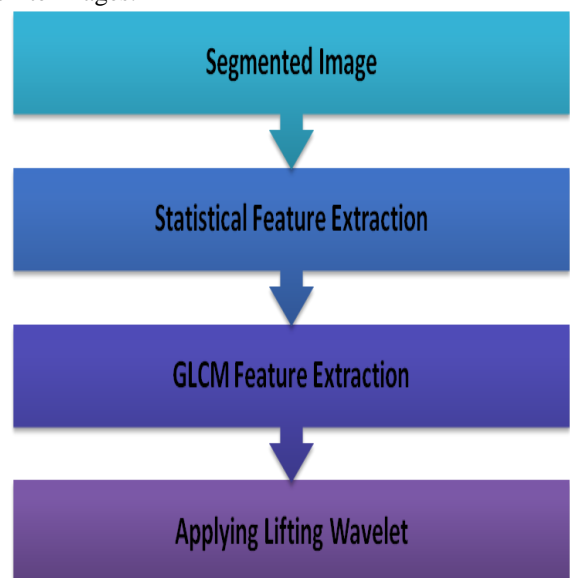 Segmented Image
Statistical Feature Extraction
GLCM Feature Extraction
Applying Lifting Wavelet